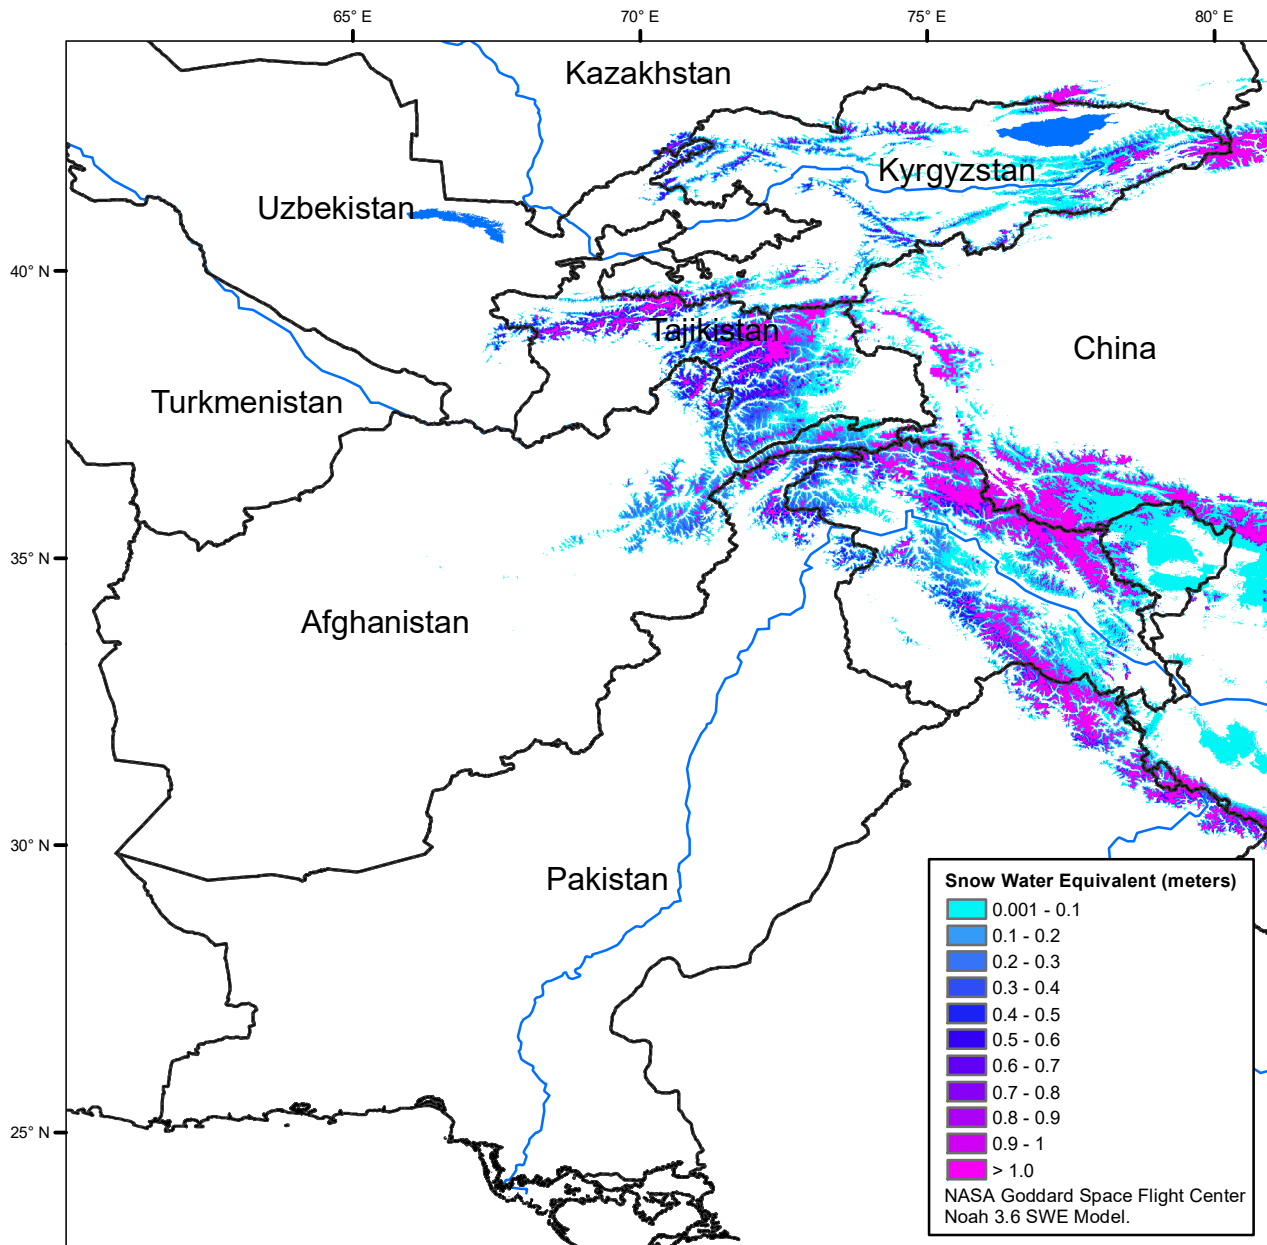 65° E
70° E
75° E
80° E
Kazakhstan
Kyrgyzstan
Uzbekistan
40° N
Tajikistan
China
Turkmenistan
35° N
Afghanistan
30° N
Pakistan
Snow Water Equivalent (meters)
0.001 - 0.1
0.1 - 0.2
0.2 - 0.3
0.3 - 0.4
0.4 - 0.5
0.5 - 0.6
0.6 - 0.7
0.7 - 0.8
0.8 - 0.9
0.9 - 1
> 1.0
25° N
NASA Goddard Space Flight Center
Noah 3.6 SWE Model.